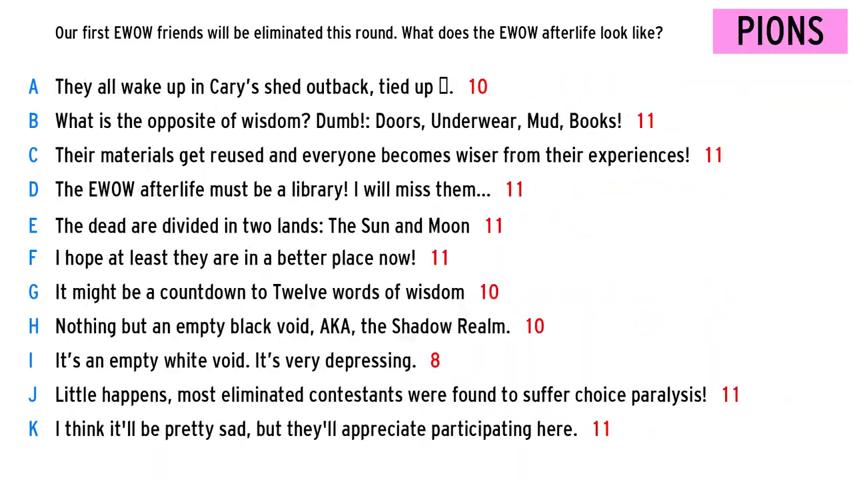 Our first EWOW friends will be eliminated this round. What does the EWOW afterlife look like?
PIONS
A They all wake up in Cary's shed outback, tied up ▯. 10
B What is the opposite of wisdom? Dumb!: Doors, Underwear, Mud, Books! 11
C Their materials get reused and everyone becomes wiser from their experiences! 11
D The EWOW afterlife must be a library! I will miss them... 11
E The dead are divided in two lands: The Sun and Moon 11
F I hope at least they are in a better place now! 11
G It might be a countdown to Twelve words of wisdom 10
H Nothing but an empty black void, AKA, the Shadow Realm. 10
I It's an empty white void. It's very depressing. 8
J Little happens, most eliminated contestants were found to suffer choice paralysis! 11
K I think it'll be pretty sad, but they'll appreciate participating here. 11